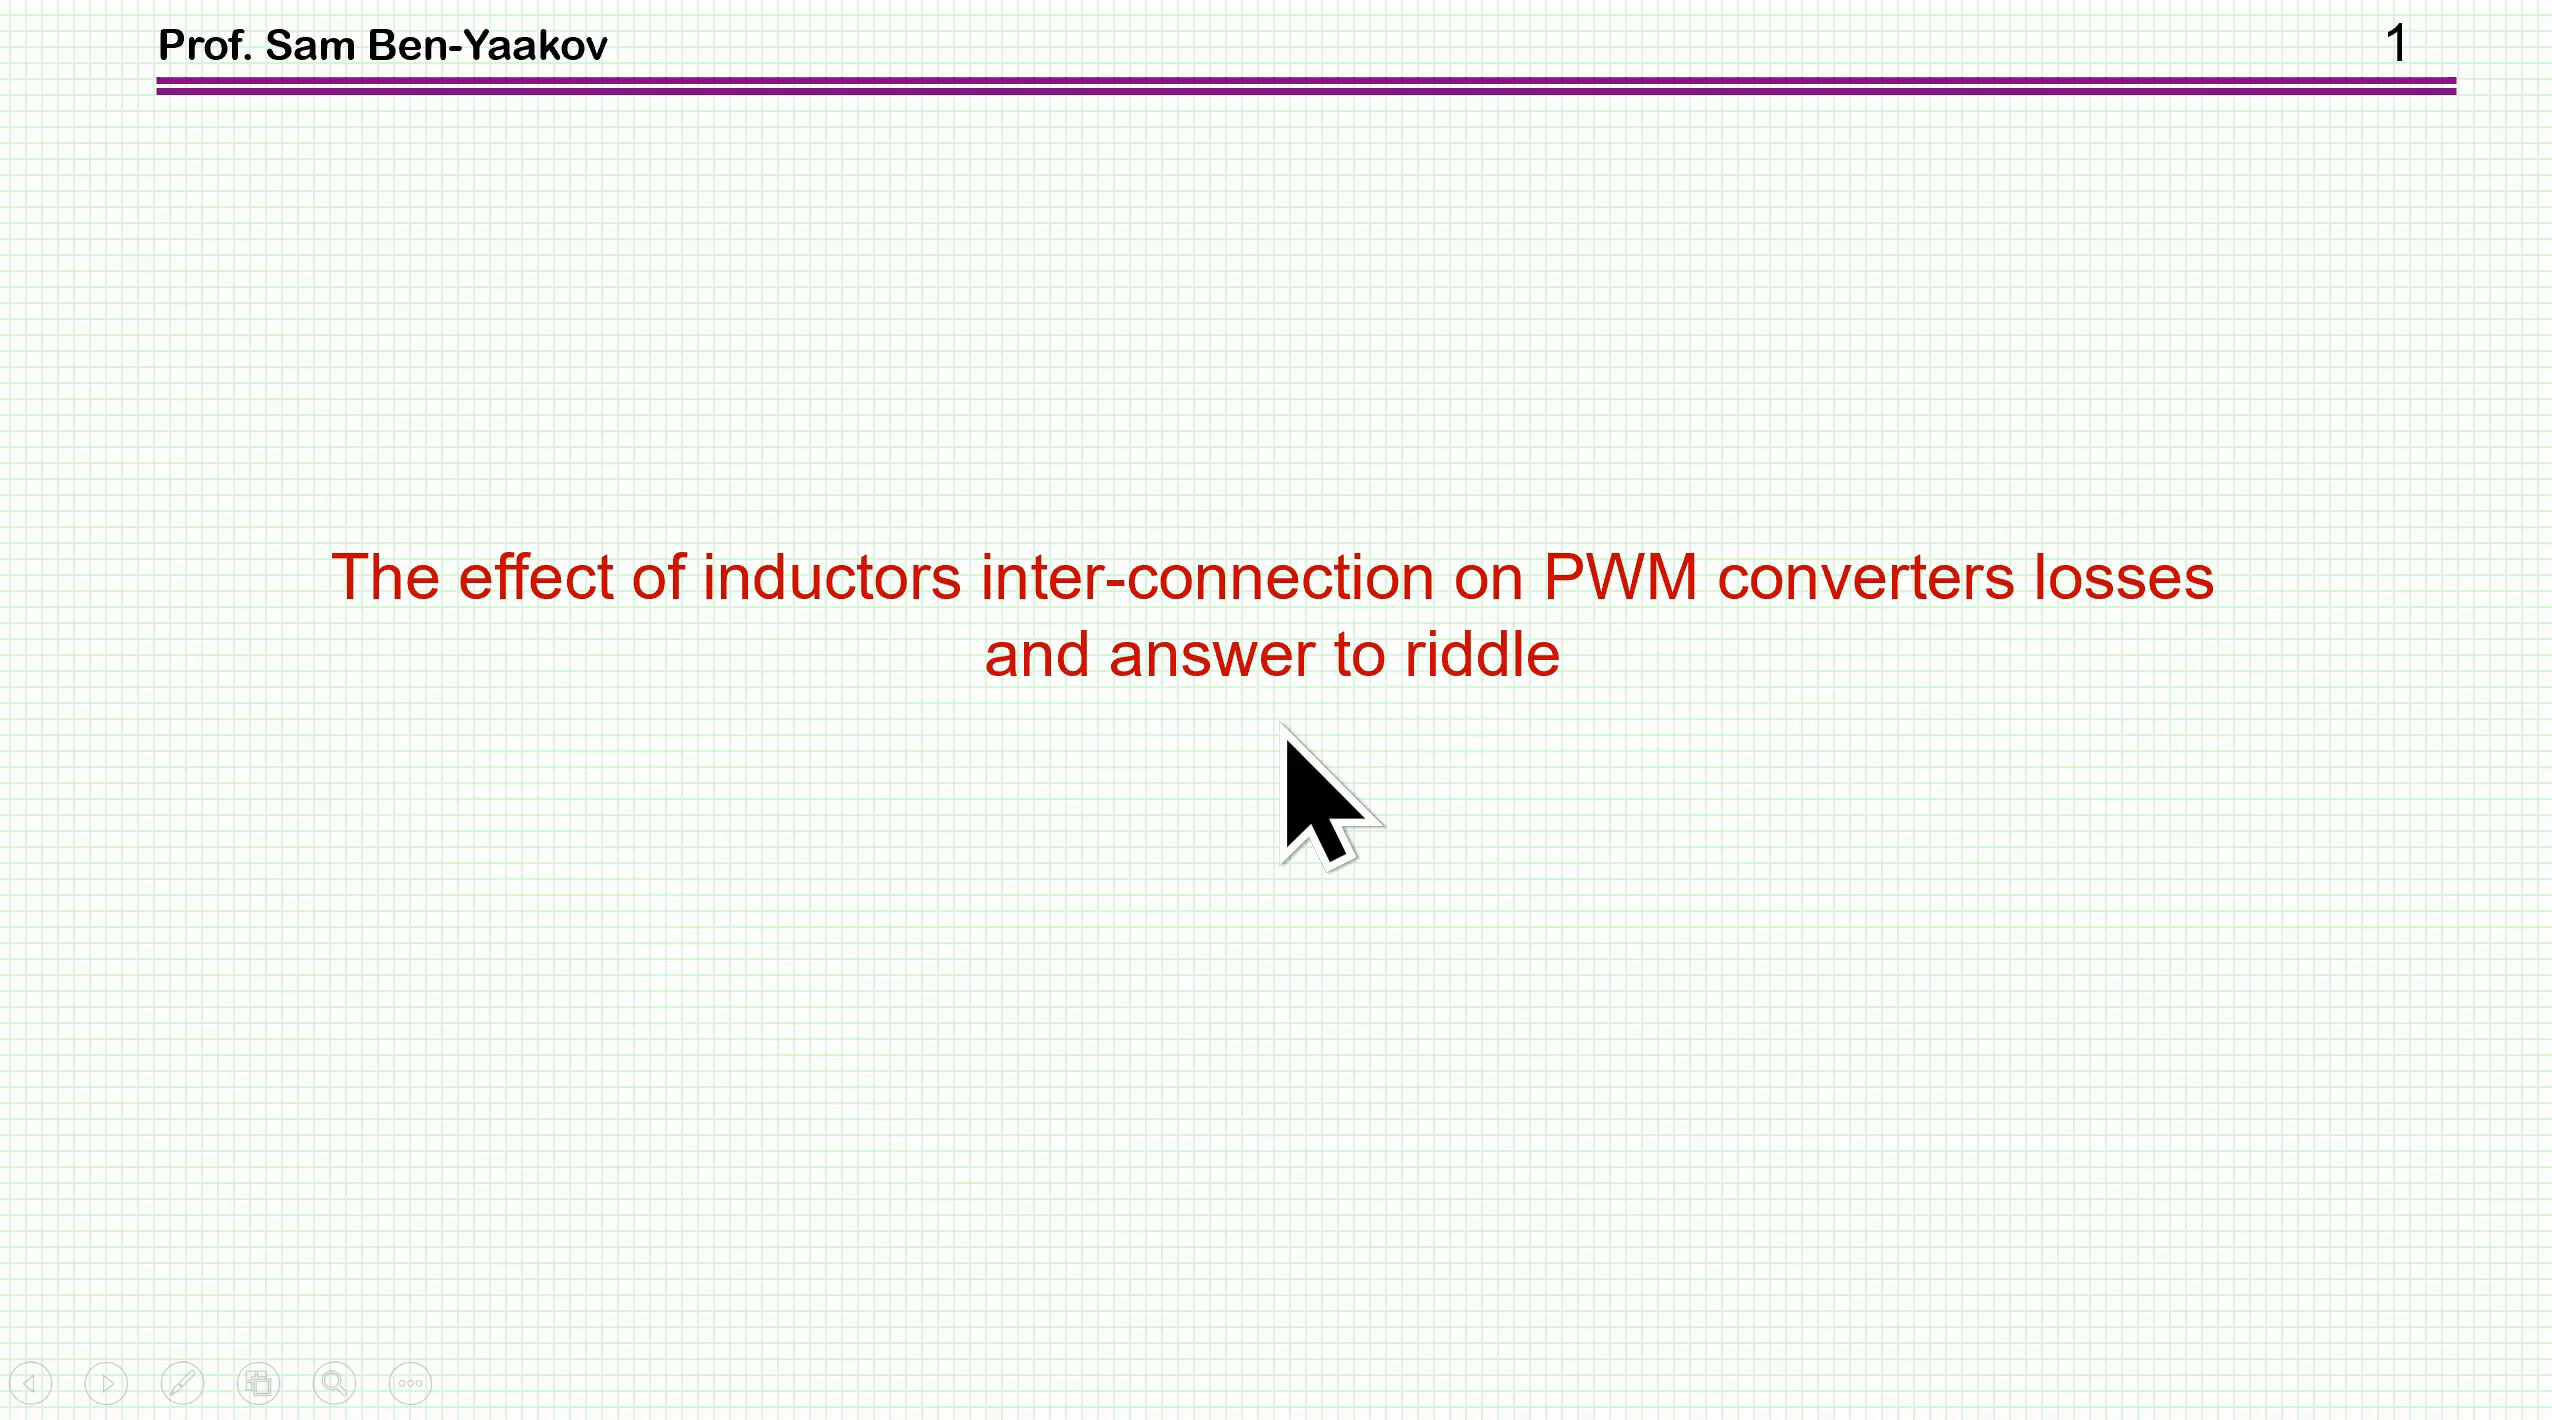 Prof. Sam Ben-Yaakov
1
The effect of inductors inter-connection on PWM converters losses
and answer to riddle